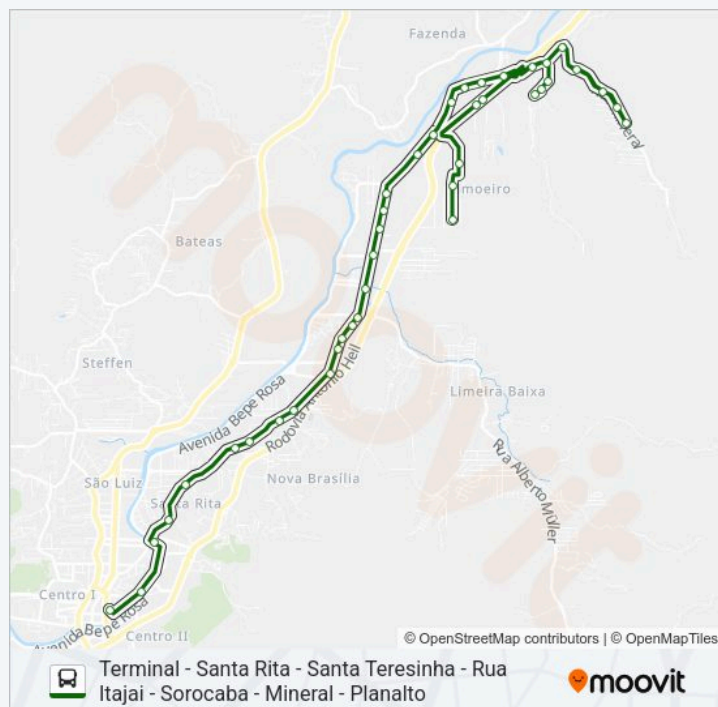 Fazenda
Mineral
Limoeiro
Bateas
Steffen
Avenida Bepe Rosa
Rodovia Antônio Heil
Limeira Baixa
São Luiz
Nova Brasília
Santa Rita
Rua Alberto Müller
Centro I
Avenida Bepe Rosa
Centro II
moovit
© OpenStreetMap contributors | © OpenMapTiles
Terminal - Santa Rita - Santa Teresinha - Rua
Itajai - Sorocaba - Mineral - Planalto
moovit